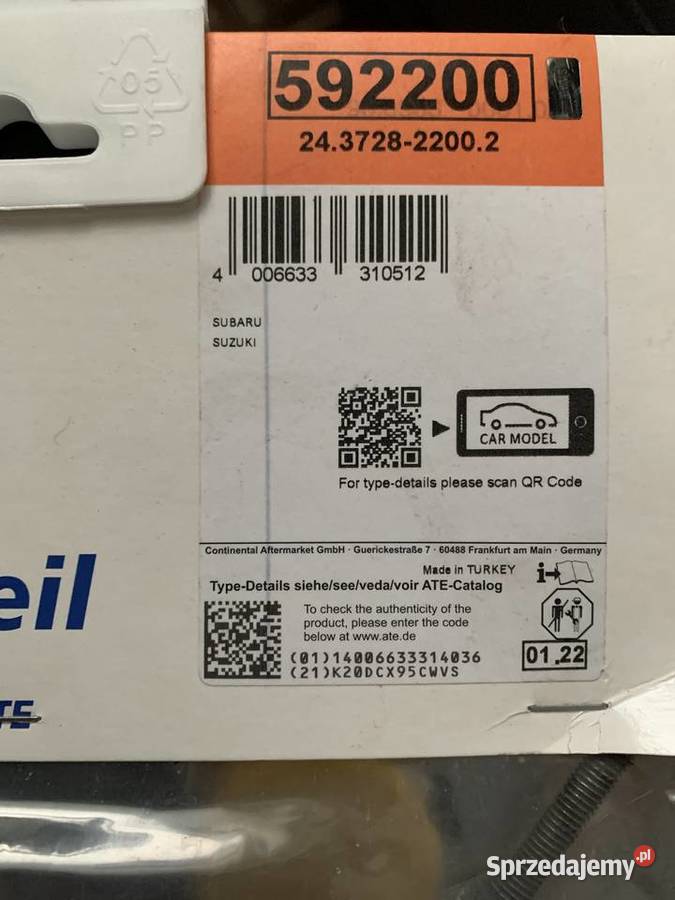 05
PP
592200
24.3728-2200.2
4 006633 310512
SUBARU
SUZUKI
CAR MODEL
For type-details please scan QR Code
Continental Aftermarket GmbH · Guerickestraße 7 · 60488 Frankfurt am Main · Germany
Made in TURKEY
Type-Details siehe/see/veda/voir ATE-Catalog
i
To check the authenticity of the
product, please enter the code
below at www.ate.de
(01)14006633314036
(21)K20DCX95CWVS
01.22
eil
TE
Sprzedajemy.pl